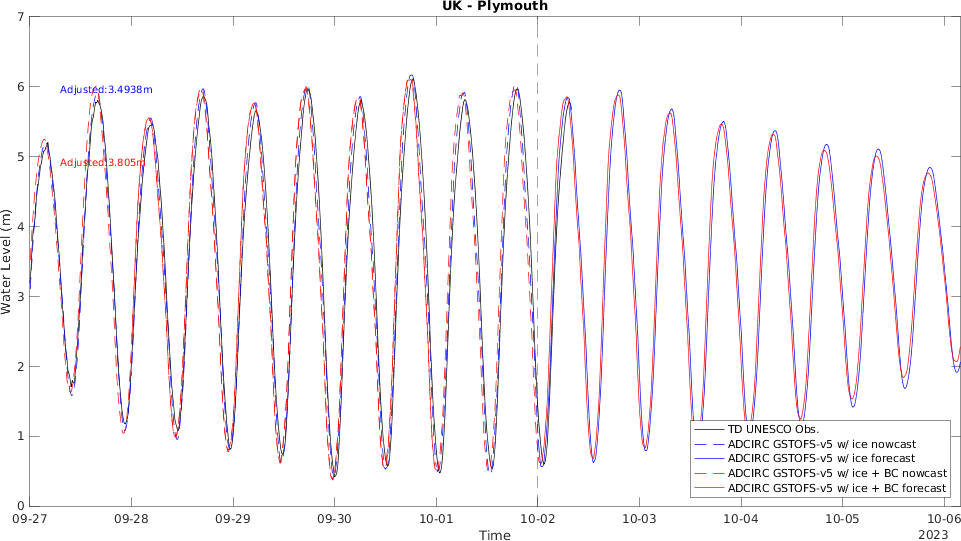 UK - Plymouth
7
6
5
4
3
2
1
0
Water Level (m)
Adjusted:3.4938m
Adjusted:3.805m
TD UNESCO Obs.
ADCIRC GSTOFS-v5 w/ ice nowcast
ADCIRC GSTOFS-v5 w/ ice forecast
ADCIRC GSTOFS-v5 w/ ice + BC nowcast
ADCIRC GSTOFS-v5 w/ ice + BC forecast
09-27 09-28 09-29 09-30 10-01 10-02 10-03 10-04 10-05 10-06
Time
2023